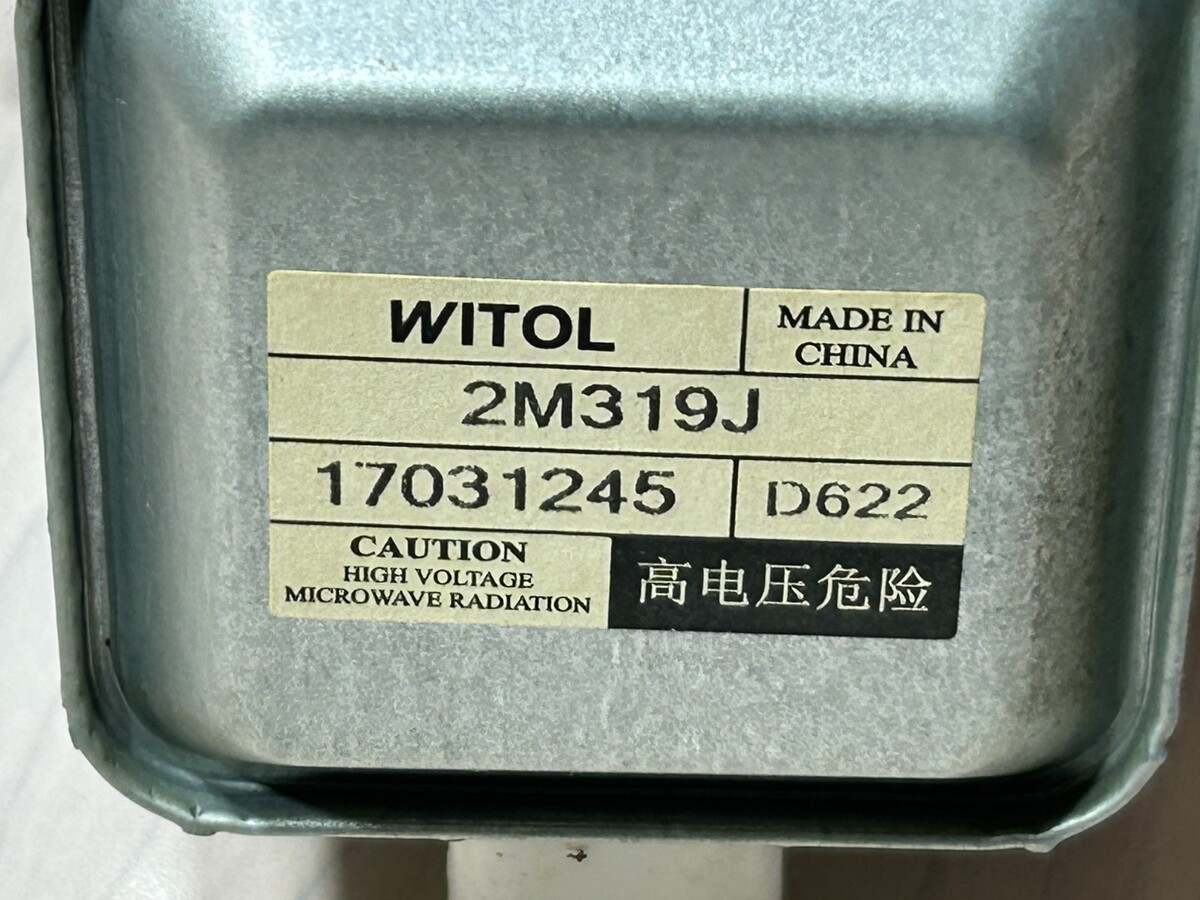 WITOL
MADE IN
CHINA
2M319J
17031245
D622
CAUTION
HIGH VOLTAGE
MICROWAVE RADIATION
高电压危险